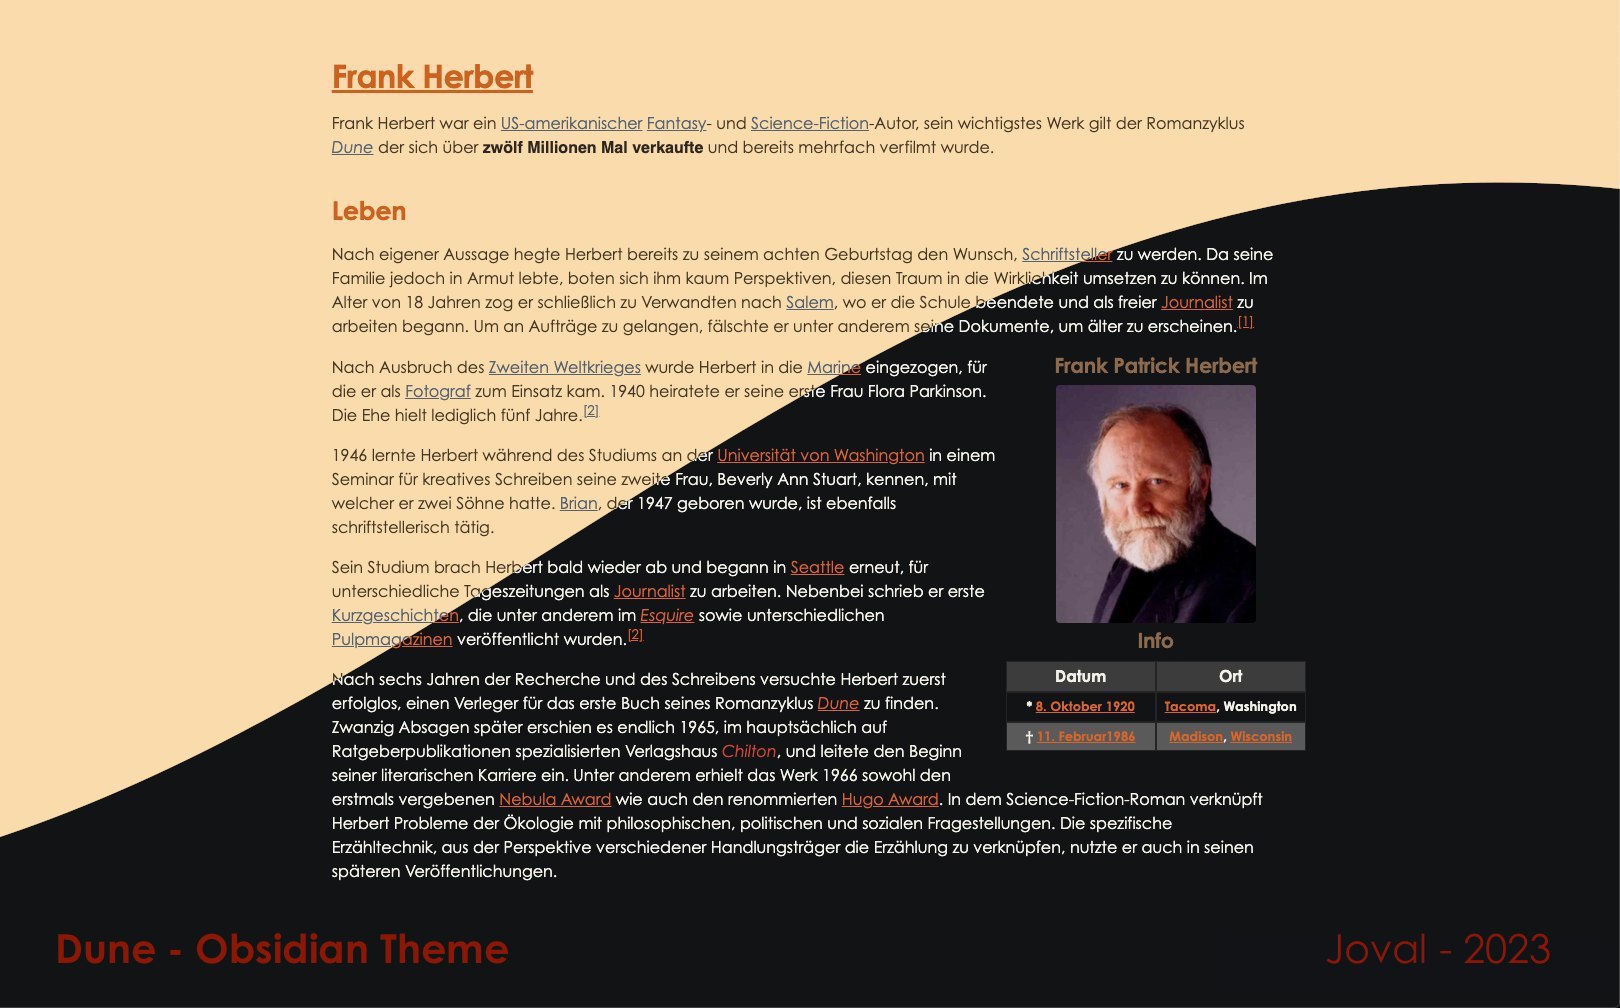 Frank Herbert
Frank Herbert war ein US-amerikanischer Fantasy- und Science-Fiction-Autor, sein wichtigstes Werk gilt der Romanzyklus
Dune der sich über zwölf Millionen Mal verkaufte und bereits mehrfach verfilmt wurde.
Leben
Nach eigener Aussage hegte Herbert bereits zu seinem achten Geburtstag den Wunsch, Schriftsteller zu werden. Da seine
Familie jedoch in Armut lebte, boten sich ihm kaum Perspektiven, diesen Traum in die Wirklichkeit umsetzen zu können. Im
Alter von 18 Jahren zog er schließlich zu Verwandten nach Salem, wo er die Schule beendete und als freier Journalist zu
arbeiten begann. Um an Aufträge zu gelangen, fälschte er unter anderem seine Dokumente, um älter zu erscheinen.[1]
Nach Ausbruch des Zweiten Weltkrieges wurde Herbert in die Marine eingezogen, für
die er als Fotograf zum Einsatz kam. 1940 heiratete er seine erste Frau Flora Parkinson.
Die Ehe hielt lediglich fünf Jahre.[2]
1946 lernte Herbert während des Studiums an der Universität von Washington in einem
Seminar für kreatives Schreiben seine zweite Frau, Beverly Ann Stuart, kennen, mit
welcher er zwei Söhne hatte. Brian, der 1947 geboren wurde, ist ebenfalls
schriftstellerisch tätig.
Sein Studium brach Herbert bald wieder ab und begann in Seattle erneut, für
unterschiedliche Tageszeitungen als Journalist zu arbeiten. Nebenbei schrieb er erste
Kurzgeschichten, die unter anderem im Esquire sowie unterschiedlichen
Pulpmagazinen veröffentlicht wurden.[2]
Nach sechs Jahren der Recherche und des Schreibens versuchte Herbert zuerst
erfolglos, einen Verleger für das erste Buch seines Romanzyklus Dune zu finden.
Zwanzig Absagen später erschien es endlich 1965, im hauptsächlich auf
Ratgeberpublikationen spezialisierten Verlagshaus Chilton, und leitete den Beginn
seiner literarischen Karriere ein. Unter anderem erhielt das Werk 1966 sowohl den
erstmals vergebenen Nebula Award wie auch den renommierten Hugo Award. In dem Science-Fiction-Roman verknüpft
Herbert Probleme der Ökologie mit philosophischen, politischen und sozialen Fragestellungen. Die spezifische
Erzähltechnik, aus der Perspektive verschiedener Handlungsträger die Erzählung zu verknüpfen, nutzte er auch in seinen
späteren Veröffentlichungen.
Frank Patrick Herbert
Info
Datum Ort
* 8. Oktober 1920 Tacoma, Washington
† 11. Februar1986 Madison, Wisconsin
Dune - Obsidian Theme
Joval - 2023